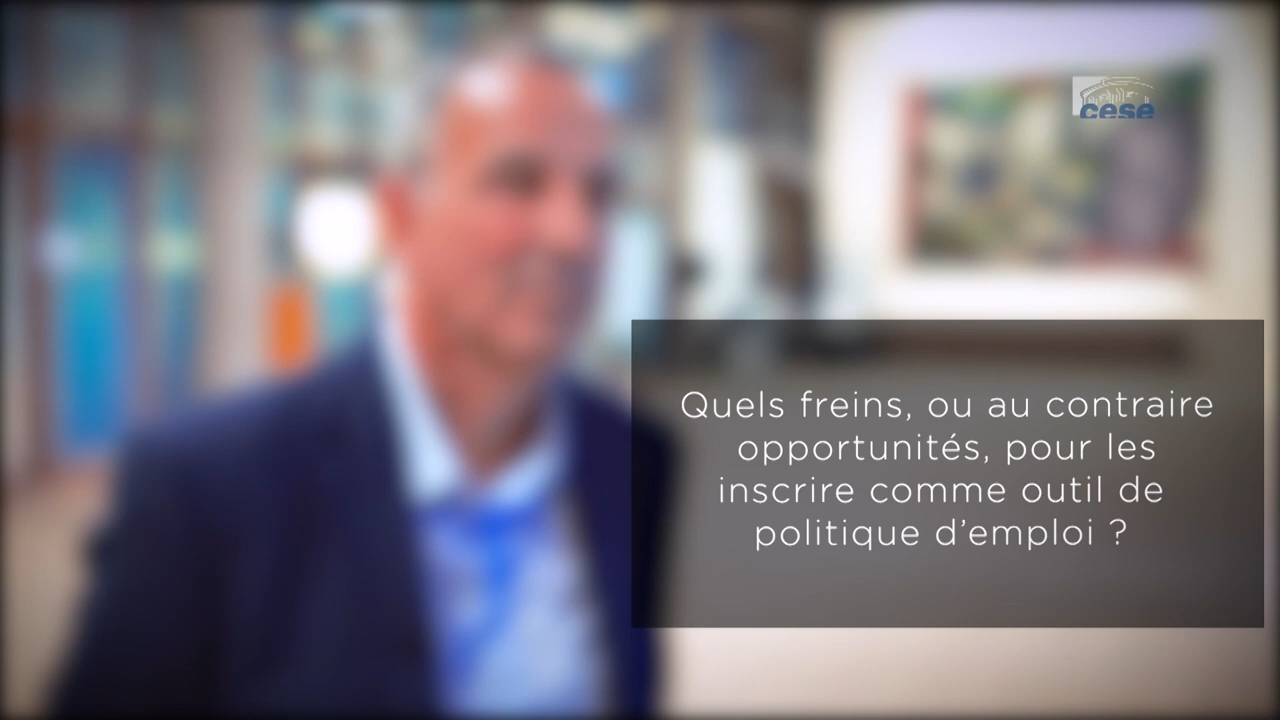 cese
Quels freins, ou au contraire
opportunités, pour les
inscrire comme outil de
politique d’emploi ?